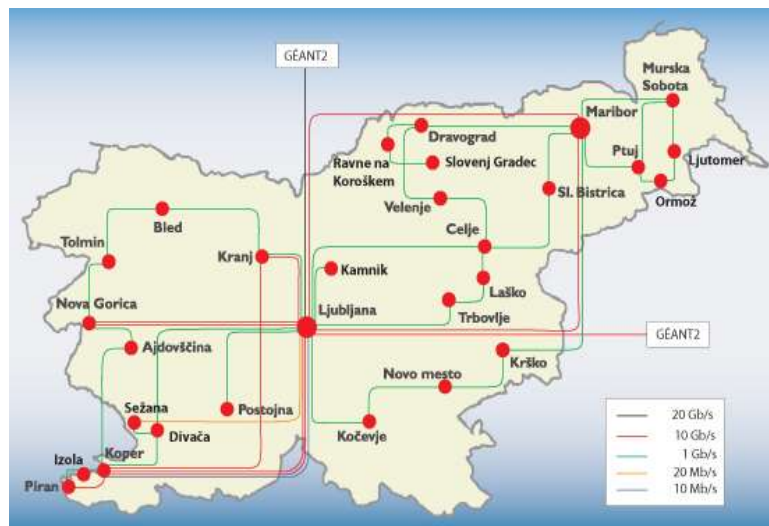 GÉANT2
Murska
Sobota
Maribor
Dravograd
Ptuj
Ljutomer
Ravne na
Koroškem
Slovenj Gradec
Sl. Bistrica
Ormož
Velenje
Bled
Celje
Tolmin
Kranj
Kamnik
Laško
Nova Gorica
Ljubljana
Trbovlje
GÉANT2
Ajdovščina
Krško
Novo mesto
Sežana
Postojna
Divača
Kočevje
Izola
Koper
Piran
20 Gb/s
10 Gb/s
1 Gb/s
20 Mb/s
10 Mb/s